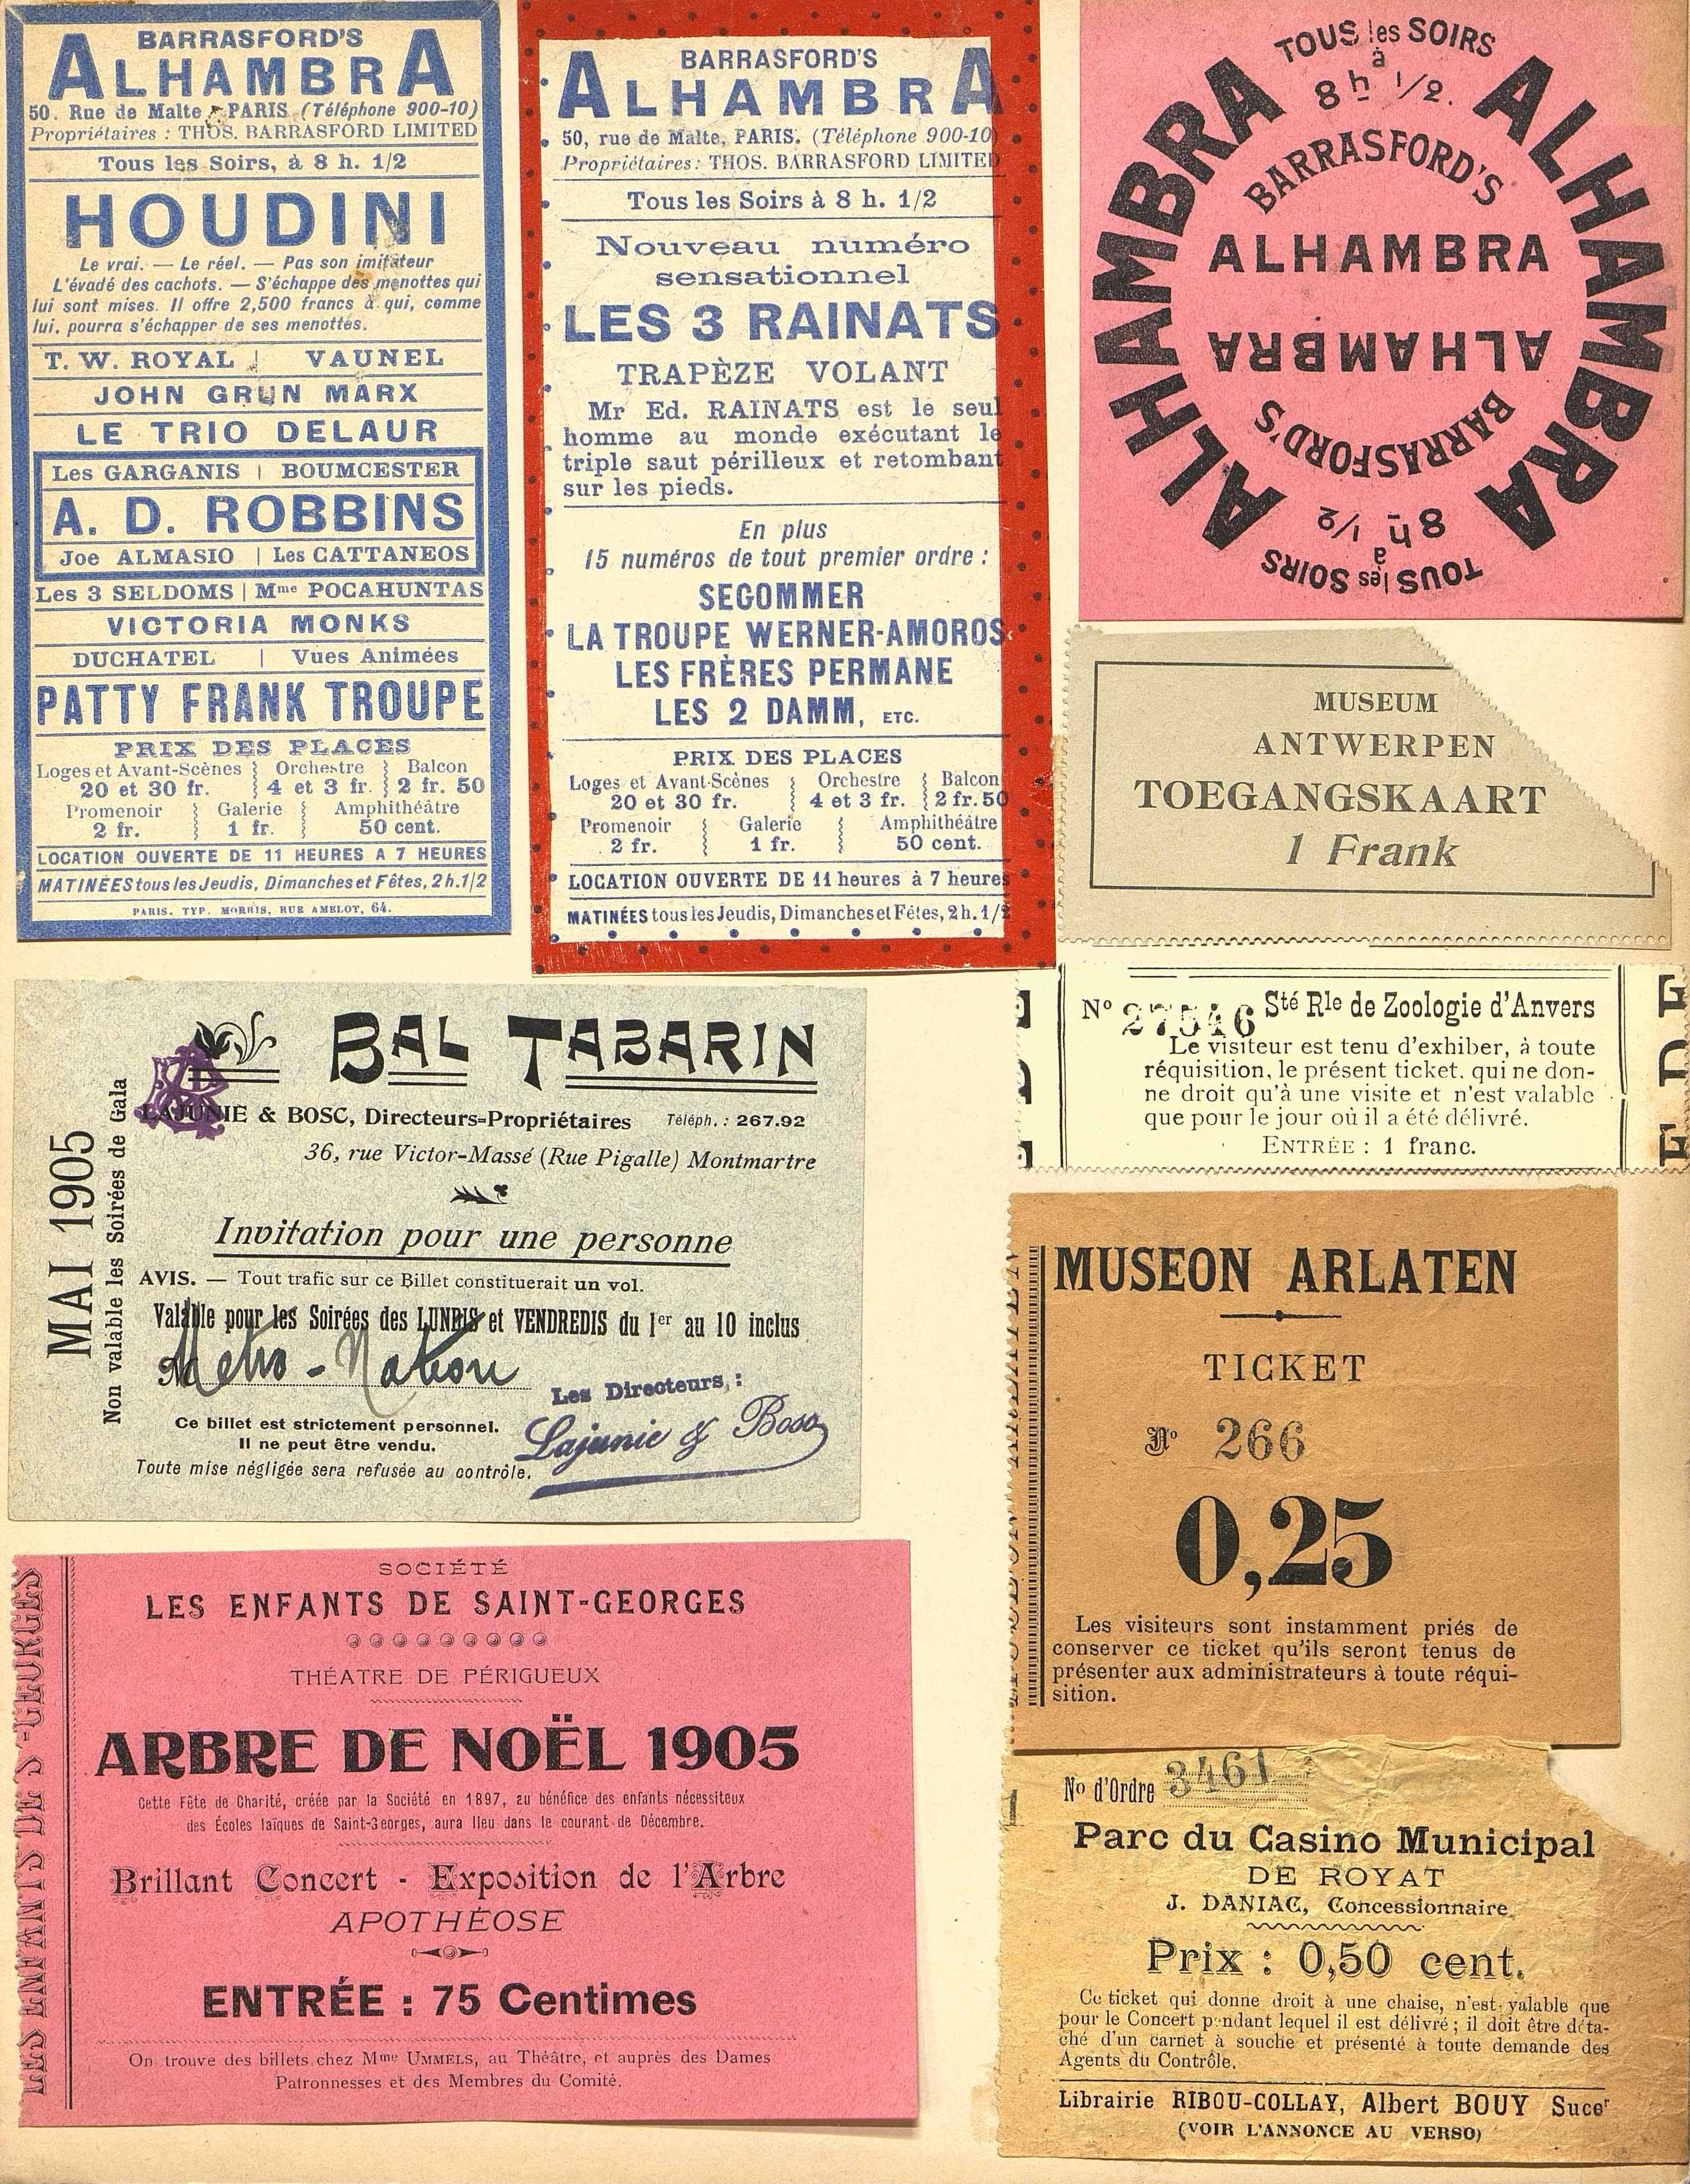 BARRASFORD'S
ALHAMBRA
50. Rue de Malte, PARIS. (Téléphone 900-10)
Propriétaires : THOS. BARRASFORD LIMITED
Tous les Soirs, à 8 h. 1/2
HOUDINI
Le vrai. — Le réel. — Pas son imitateur
L'évadé des cachots. — S'échappe des menottes qui
lui sont mises. Il offre 2,500 francs à qui, comme
lui, pourra s'échapper de ses menottes.
T. W. ROYAL | VAUNEL
JOHN GRUN MARX
LE TRIO DELAUR
Les GARGANIS | BOUMCESTER
A. D. ROBBINS
Joe ALMASIO | Les CATTANEOS
Les 3 SELDOMS | Mme POCAHUNTAS
VICTORIA MONKS
DUCHATEL | Vues Animées
PATTY FRANK TROUPE
PRIX DES PLACES
Loges et Avant-Scènes Orchestre Balcon
20 et 30 fr. 4 et 3 fr. 2 fr. 50
Promenoir Galerie Amphithéâtre
2 fr. 1 fr. 50 cent.
LOCATION OUVERTE DE 11 HEURES A 7 HEURES
MATINÉES tous les Jeudis, Dimanches et Fêtes, 2 h. 1/2
PARIS. TYP. MORRIS, RUE AMELOT, 64.
BARRASFORD'S
ALHAMBRA
50, rue de Malte, PARIS. (Téléphone 900-10)
Propriétaires: THOS. BARRASFORD LIMITED
Tous les Soirs à 8 h. 1/2
Nouveau numéro
sensationnel
LES 3 RAINATS
TRAPÈZE VOLANT
Mr Ed. RAINATS est le seul
homme au monde exécutant le
triple saut périlleux et retombant
sur les pieds.
En plus
15 numéros de tout premier ordre :
SEGOMMER
LA TROUPE WERNER-AMOROS
LES FRÈRES PERMANE
LES 2 DAMM, ETC.
PRIX DES PLACES
Loges et Avant-Scènes Orchestre Balcon
20 et 30 fr. 4 et 3 fr. 2 fr. 50
Promenoir Galerie Amphithéâtre
2 fr. 1 fr. 50 cent.
LOCATION OUVERTE DE 11 heures à 7 heures
MATINÉES tous les Jeudis, Dimanches et Fêtes, 2 h. 1/2
TOUS les SOIRS
à
8 h 1/2.
ALHAMBRA
ALHAMBRA
BARRASFORD'S
ALHAMBRA
ALHAMBRA
BARRASFORD'S
8 h 1/2
à
TOUS les SOIRS
MUSEUM
ANTWERPEN
TOEGANGSKAART
1 Frank
No 27546 Sté Rle de Zoologie d'Anvers
Le visiteur est tenu d'exhiber, à toute
réquisition, le présent ticket, qui ne don-
ne droit qu'à une visite et n'est valable
que pour le jour où il a été délivré.
ENTRÉE : 1 franc.
MAI 1905
Non valable les Soirées de Gala
BAL TABARIN
LAJUNIE & BOSC, Directeurs-Propriétaires Téléph. : 267.92
36, rue Victor-Massé (Rue Pigalle) Montmartre
Invitation pour une personne
AVIS. — Tout trafic sur ce Billet constituerait un vol.
Valable pour les Soirées des LUNDIS et VENDREDIS du 1er au 10 inclus
Metro - Nation
Les Directeurs, :
Lajunie & Bosc
Ce billet est strictement personnel.
Il ne peut être vendu.
Toute mise négligée sera refusée au contrôle.
MUSEON ARLATEN
TICKET
No 266
0,25
Les visiteurs sont instamment priés de
conserver ce ticket qu'ils seront tenus de
présenter aux administrateurs à toute réqui-
sition.
LES ENFANTS DE St-GEORGES
SOCIÉTÉ
LES ENFANTS DE SAINT-GEORGES
THÉATRE DE PÉRIGUEUX
ARBRE DE NOËL 1905
Cette Fête de Charité, créée par la Société en 1897, au bénéfice des enfants nécessiteux
des Écoles laïques de Saint-Georges, aura lieu dans le courant de Décembre.
Brillant Concert - Exposition de l'Arbre
APOTHÉOSE
ENTRÉE : 75 Centimes
On trouve des billets chez Mme UMMELS, au Théâtre, et auprès des Dames
Patronnesses et des Membres du Comité.
No d'Ordre 3461
Parc du Casino Municipal
DE ROYAT
J. DANIAC, Concessionnaire
Prix : 0,50 cent.
Ce ticket qui donne droit à une chaise, n'est valable que
pour le Concert pendant lequel il est délivré ; il doit être déta-
ché d'un carnet à souche et présenté à toute demande des
Agents du Contrôle.
Librairie RIBOU-COLLAY, Albert BOUY Sucer
(VOIR L'ANNONCE AU VERSO)